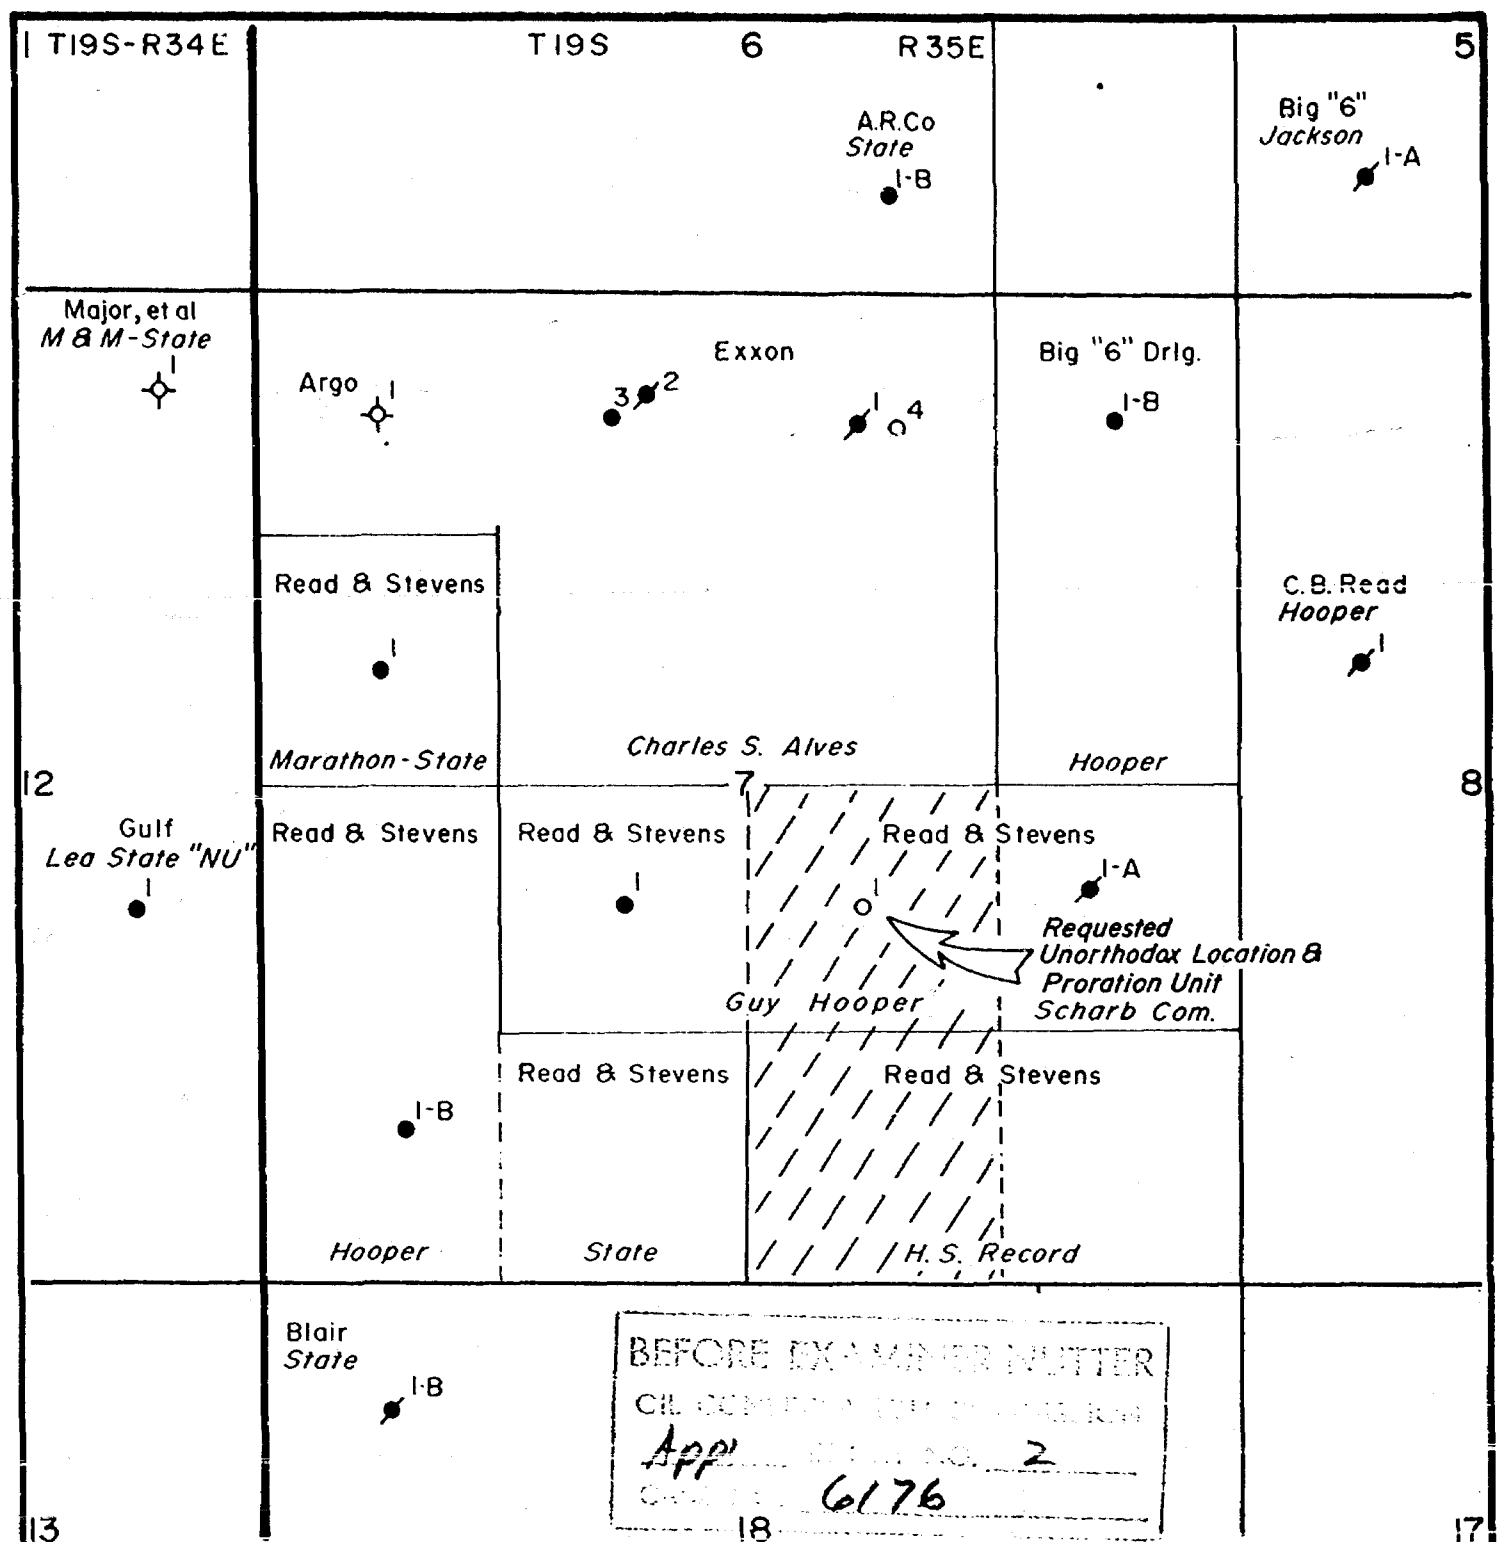 1 T19S-R34E
T19S 6 R35E
5
A.R.Co
State
1-B
Big "6"
Jackson
1-A
Major, et al
M & M-State
1
Argo
1
Exxon
3
2
1
4
Big "6" Drlg.
1-B
Read & Stevens
1
Marathon-State
Charles S. Alves
Hooper
C.B. Read
Hooper
1
12
7
8
Gulf
Lea State "NU"
1
Read & Stevens
Read & Stevens
1
Read & Stevens
1
1-A
Requested
Unorthodox Location &
Proration Unit
Scharb Com.
Guy Hooper
Read & Stevens
Read & Stevens
1-B
Hooper
State
H.S. Record
Blair
State
1-B
BEFORE EXAMINER NUTTER
OIL
App' NO. 2
6176
13
18
17